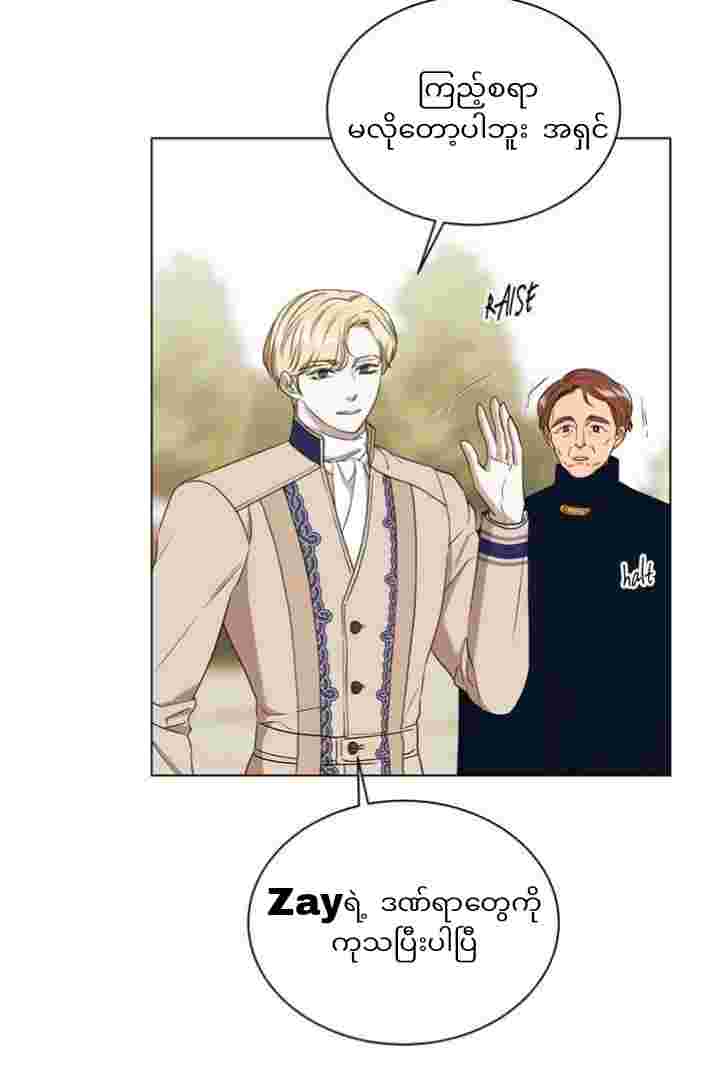 ကြည့်စရာ
မလိုတော့ပါဘူး အရှင်
RAISE
halt
Zayရဲ့ ဒဏ်ရာတွေကို
ကုသပြီးပါပြီ